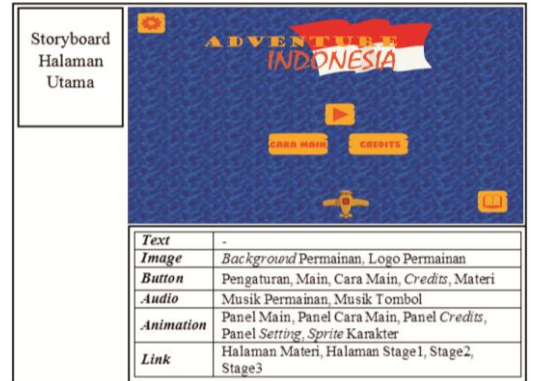 Storyboard
Halaman
Utama
ADVENTURE
INDONESIA
CARA MAIN
CREDITS
Text -
Image Background Permainan, Logo Permainan
Button Pengaturan, Main, Cara Main, Credits, Materi
Audio Musik Permainan, Musik Tombol
Animation Panel Main, Panel Cara Main, Panel Credits,
Panel Setting, Sprite Karakter
Link Halaman Materi, Halaman Stage1, Stage2,
Stage3